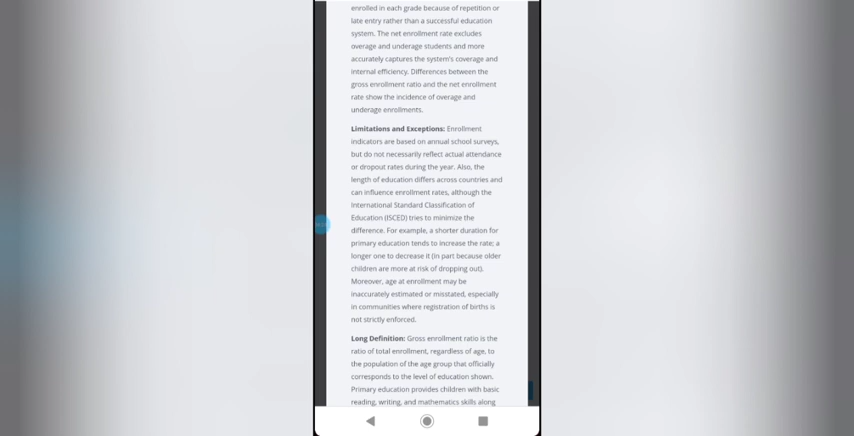 enrolled in each grade because of repetition or
late entry rather than a successful education
system. The net enrollment rate excludes
overage and underage students and more
accurately captures the system's coverage and
internal efficiency. Differences between the
gross enrollment ratio and the net enrollment
rate show the incidence of overage and
underage enrollments.
Limitations and Exceptions: Enrollment
indicators are based on annual school surveys,
but do not necessarily reflect actual attendance
or dropout rates during the year. Also, the
length of education differs across countries and
can influence enrollment rates, although the
International Standard Classification of
Education (ISCED) tries to minimize the
difference. For example, a shorter duration for
primary education tends to increase the rate; a
longer one to decrease it (in part because older
children are more at risk of dropping out).
Moreover, age at enrollment may be
inaccurately estimated or misstated, especially
in communities where registration of births is
not strictly enforced.
Long Definition: Gross enrollment ratio is the
ratio of total enrollment, regardless of age, to
the population of the age group that officially
corresponds to the level of education shown.
Primary education provides children with basic
reading, writing, and mathematics skills along